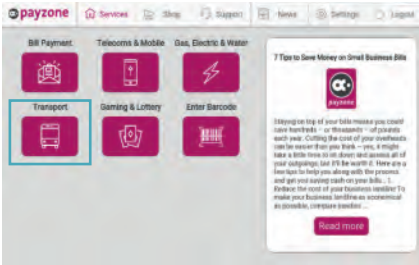 payzone Services Shop Support News Settings Logout
Bill Payment Telecoms & Mobile Gas, Electric & Water
Transport Gaming & Lottery Enter Barcode
7 Tips to Save Money on Small Business Bills
payzone
Staying on top of your bills means you could
save hundreds – or thousands – of pounds
each year. Cutting the cost of your overheads
can be easier than you think – yes, it might
take a little time to sit down and assess all of
your outgoings, but it'll be worth it. Here are a
few tips to help you along with the process
and get you saving cash on your bills... 1.
Reduce the cost of your business landline To
make your business landline as economical
as possible, compare
Read more